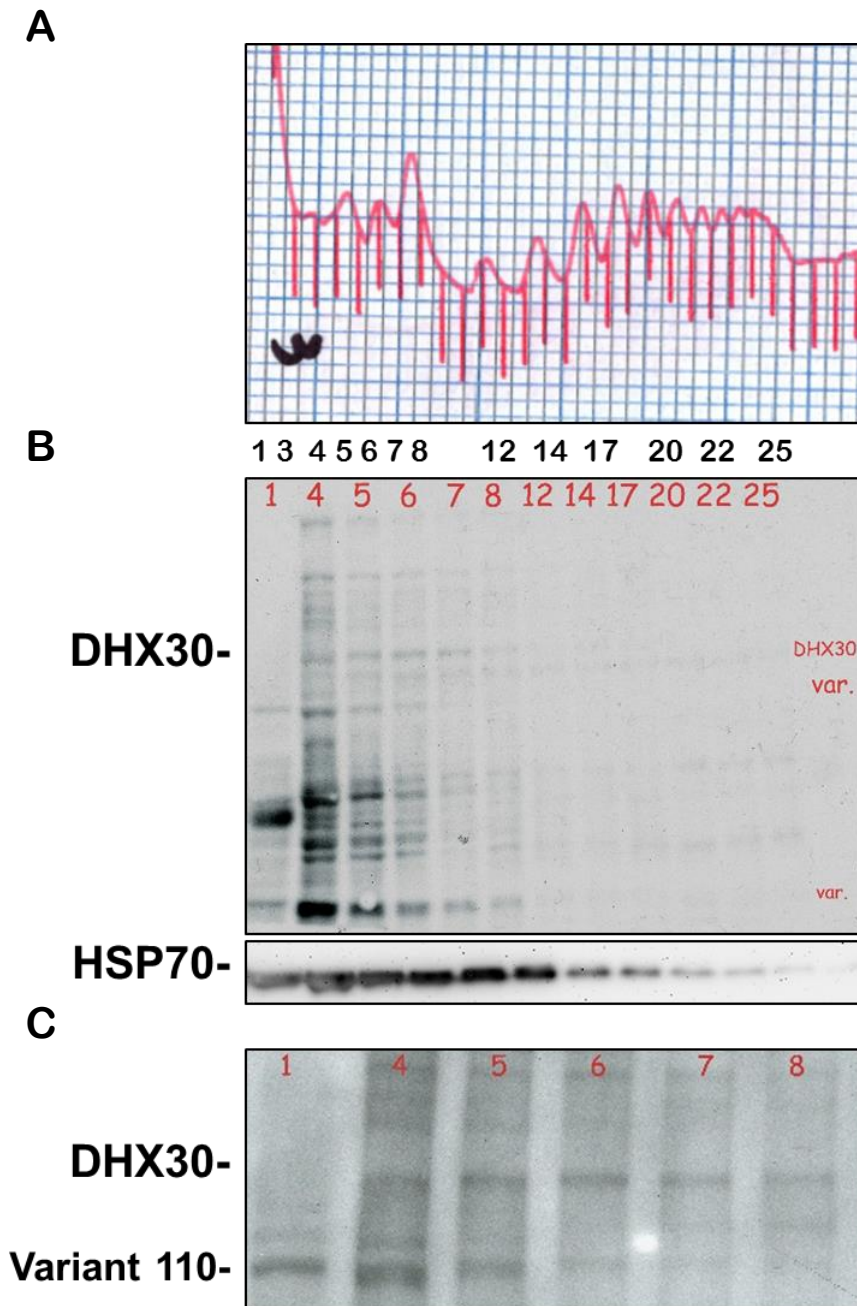 A
B
1 3 4 5 6 7 8 12 14 17 20 22 25
1 4 5 6 7 8 12 14 17 20 22 25
DHX30-
DHX30
var.
var.
HSP70-
C
1 4 5 6 7 8
DHX30-
Variant 110-